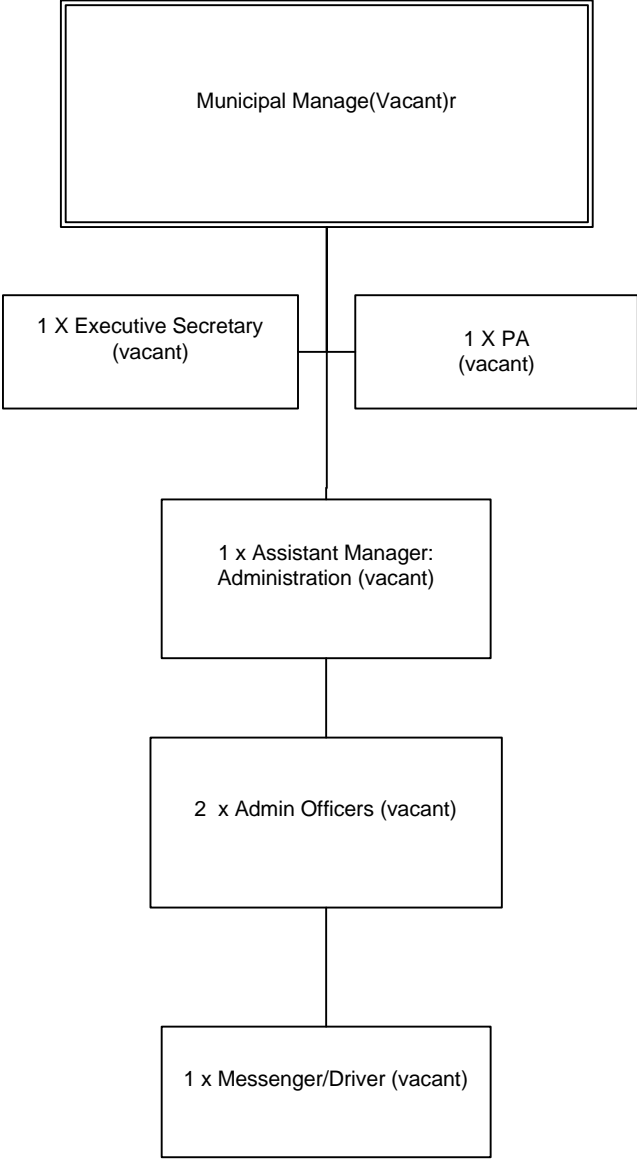 Municipal Manage(Vacant)r
1 X Executive Secretary
(vacant)
1 X PA
(vacant)
1 x Assistant Manager:
Administration (vacant)
2 x Admin Officers (vacant)
1 x Messenger/Driver (vacant)